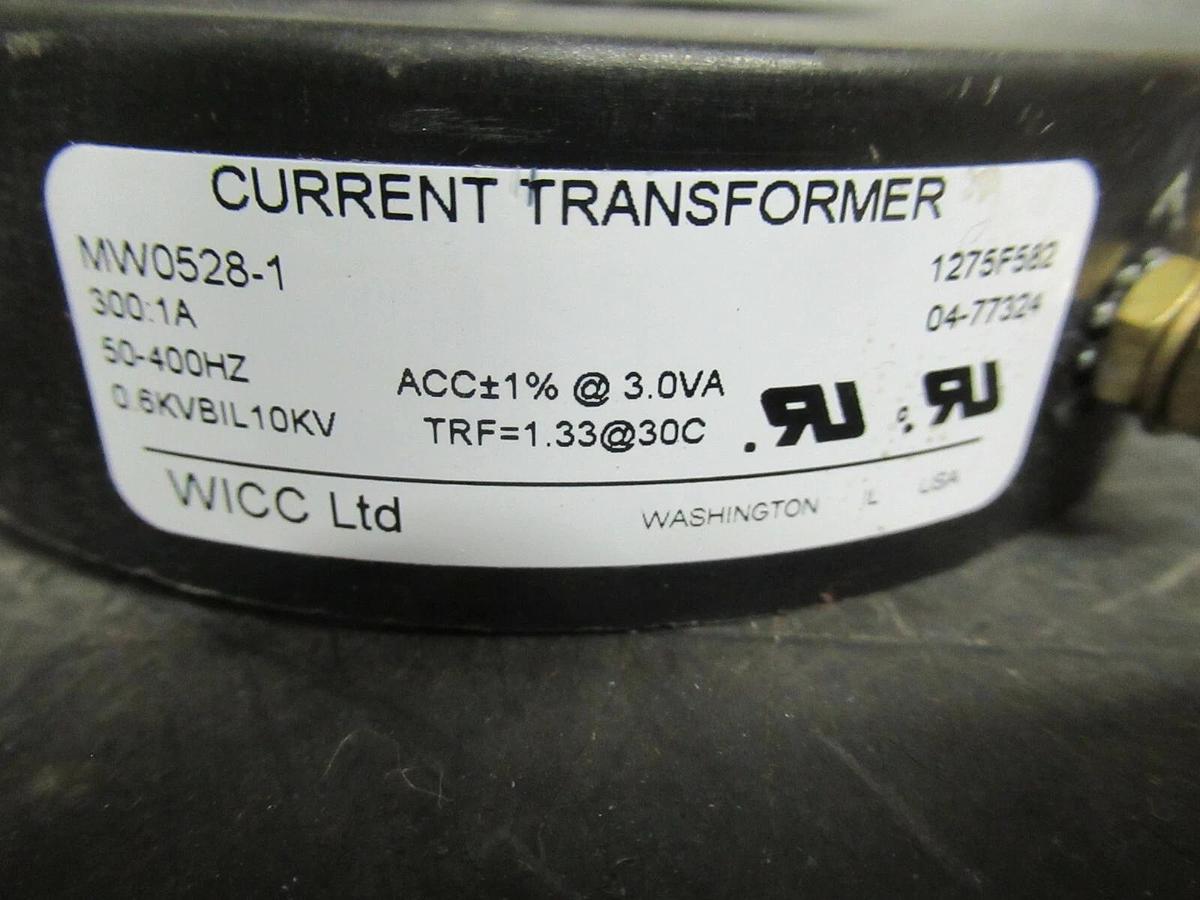 CURRENT TRANSFORMER
MW0528-1
1275F582
300:1A
04-77324
50-400HZ
ACC±1% @ 3.0VA
0.6KVBIL10KV
TRF=1.33@30C
WICC Ltd
WASHINGTON IL USA